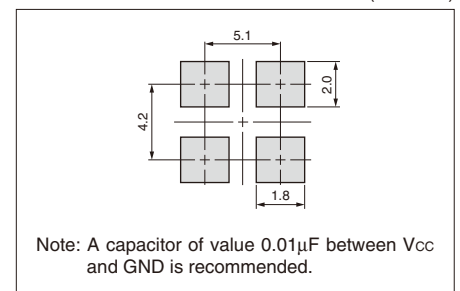 5.1
2.0
4.2
1.8
Note: A capacitor of value 0.01µF between Vcc
and GND is recommended.